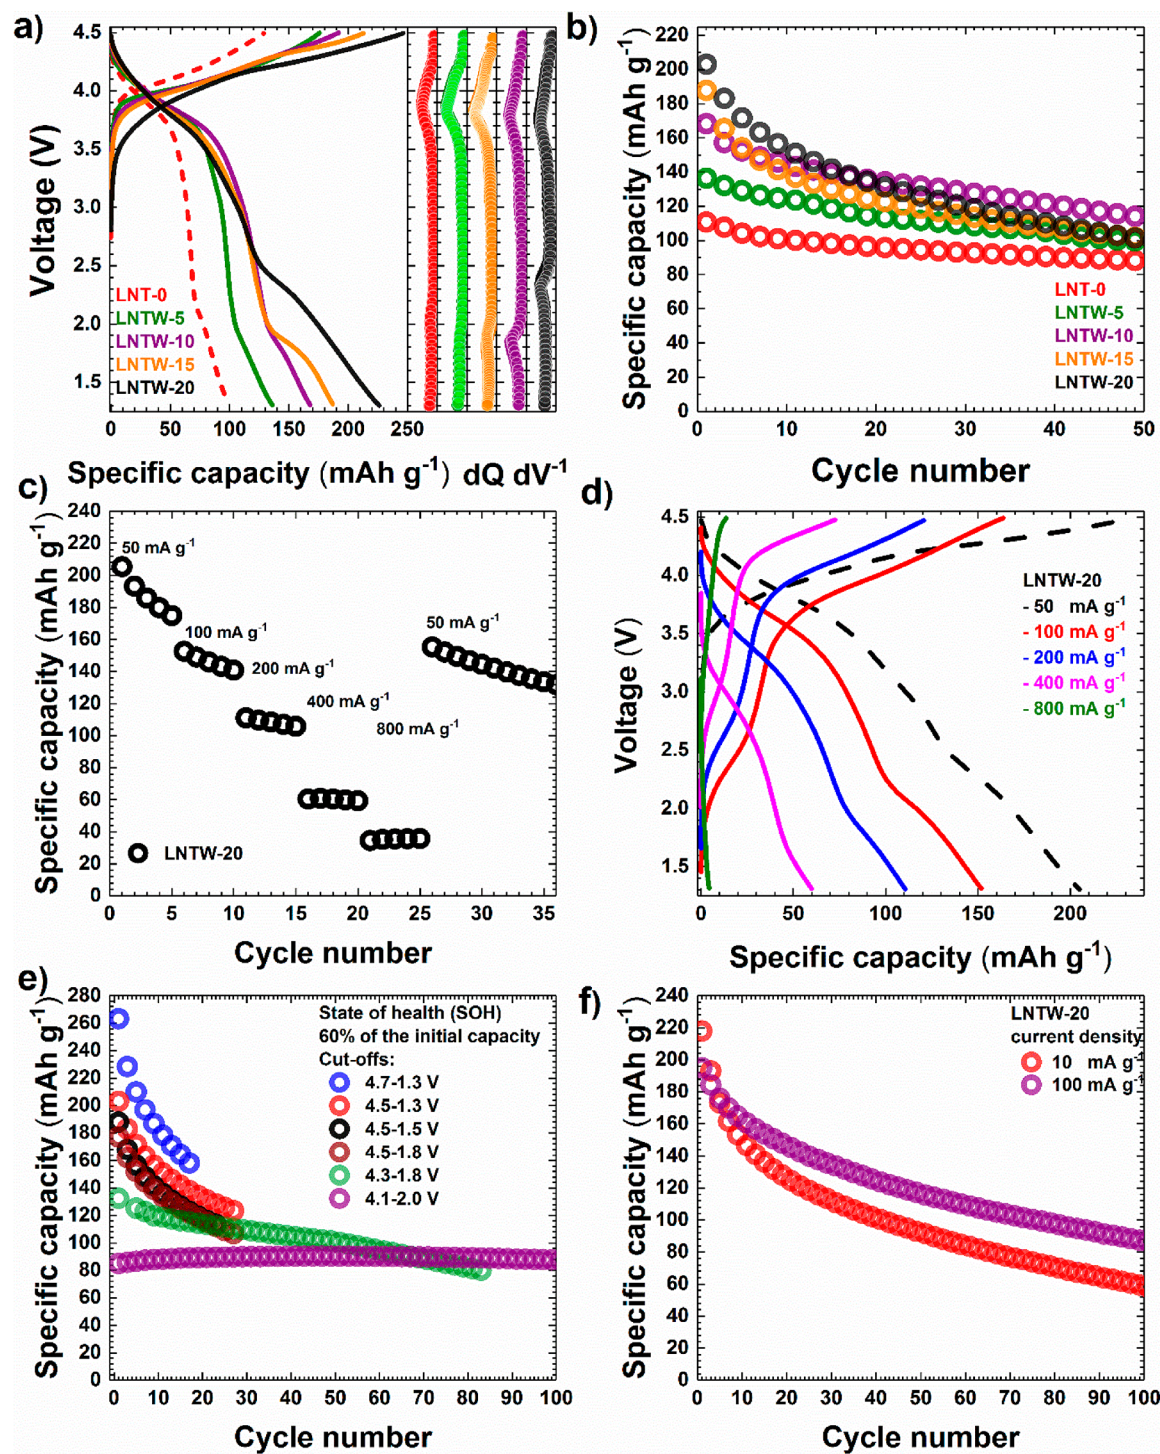 a)
4.5
4.0
3.5
3.0
2.5
2.0
1.5
Voltage (V)
LNT-0
LNTW-5
LNTW-10
LNTW-15
LNTW-20
0 50 100 150 200 250
Specific capacity (mAh g-1) dQ dV-1
b)
220
200
180
160
140
120
100
80
60
40
20
0
Specific capacity (mAh g-1)
LNT-0
LNTW-5
LNTW-10
LNTW-15
LNTW-20
0 10 20 30 40 50
Cycle number
c)
240
220
200
180
160
140
120
100
80
60
40
20
0
Specific capacity (mAh g-1)
50 mA g-1
100 mA g-1
200 mA g-1
400 mA g-1
800 mA g-1
50 mA g-1
LNTW-20
0 5 10 15 20 25 30 35
Cycle number
d)
4.5
4.0
3.5
3.0
2.5
2.0
1.5
Voltage (V)
LNTW-20
- 50 mA g-1
- 100 mA g-1
- 200 mA g-1
- 400 mA g-1
- 800 mA g-1
0 50 100 150 200
Specific capacity (mAh g-1)
e)
280
260
240
220
200
180
160
140
120
100
80
60
40
20
0
Specific capacity (mAh g-1)
State of health (SOH)
60% of the initial capacity
Cut-offs:
4.7-1.3 V
4.5-1.3 V
4.5-1.5 V
4.5-1.8 V
4.3-1.8 V
4.1-2.0 V
0 10 20 30 40 50 60 70 80 90 100
Cycle number
f)
240
220
200
180
160
140
120
100
80
60
40
20
0
Specific capacity (mAh g-1)
LNTW-20
current density
10 mA g-1
100 mA g-1
0 10 20 30 40 50 60 70 80 90 100
Cycle number